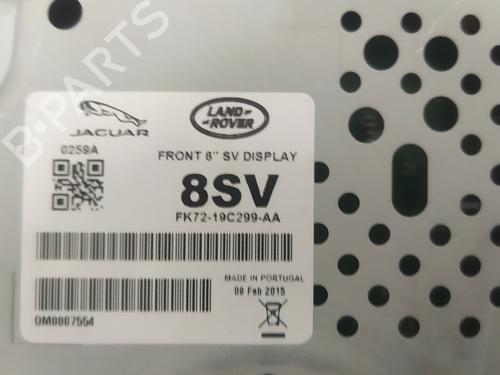 B-PARTS
JAGUAR
LAND
ROVER
0259A
FRONT 8" SV DISPLAY
8SV
FK72-19C299-AA
MADE IN PORTUGAL
09 Feb 2015
OM0007554